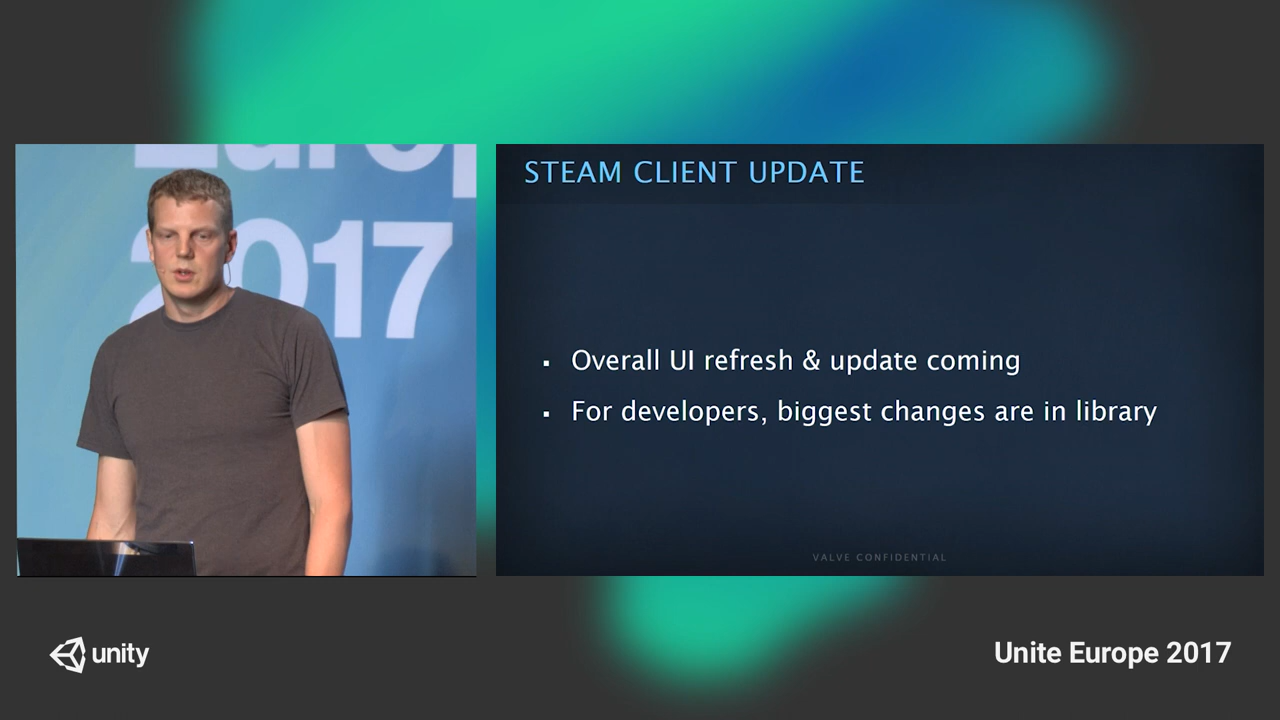 Europ
2017
STEAM CLIENT UPDATE
▪ Overall UI refresh & update coming
▪ For developers, biggest changes are in library
VALVE CONFIDENTIAL
unity
Unite Europe 2017